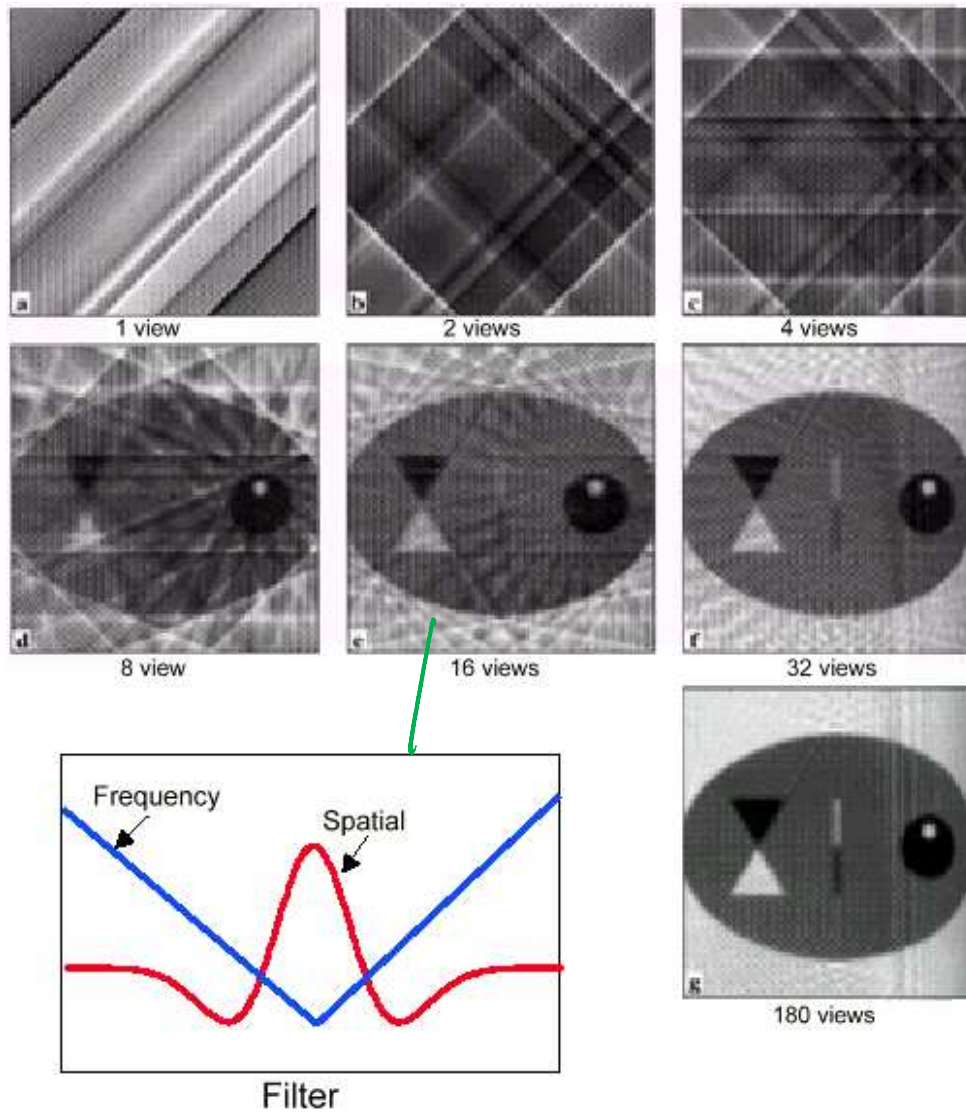 a
b
c
1 view
2 views
4 views
d
e
f
8 view
16 views
32 views
Frequency
Spatial
g
180 views
Filter